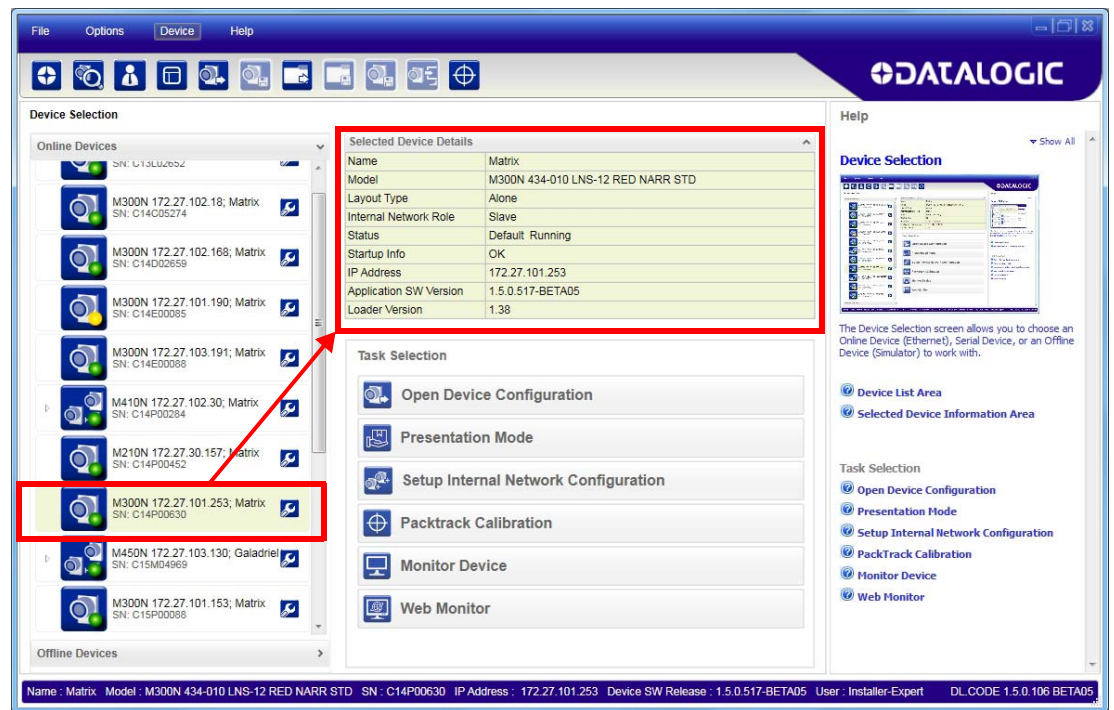 File Options Device Help
DATALOGIC
Device Selection
Online Devices
SN: C13L02652
M300N 172.27.102.18; Matrix
SN: C14C05274
M300N 172.27.102.168; Matrix
SN: C14D02659
M300N 172.27.101.190; Matrix
SN: C14E00085
M300N 172.27.103.191; Matrix
SN: C14E00088
M410N 172.27.102.30; Matrix
SN: C14P00284
M210N 172.27.30.157; Matrix
SN: C14P00452
M300N 172.27.101.253; Matrix
SN: C14P00630
M450N 172.27.103.130; Galadriel
SN: C15M04969
M300N 172.27.101.153; Matrix
SN: C15P00088
Offline Devices
Selected Device Details
Name Matrix
Model M300N 434-010 LNS-12 RED NARR STD
Layout Type Alone
Internal Network Role Slave
Status Default Running
Startup Info OK
IP Address 172.27.101.253
Application SW Version 1.5.0.517-BETA05
Loader Version 1.38
Task Selection
Open Device Configuration
Presentation Mode
Setup Internal Network Configuration
Packtrack Calibration
Monitor Device
Web Monitor
Help
Show All
Device Selection
The Device Selection screen allows you to choose an
Online Device (Ethernet), Serial Device, or an Offline
Device (Simulator) to work with.
Device List Area
Selected Device Information Area
Task Selection
Open Device Configuration
Presentation Mode
Setup Internal Network Configuration
PackTrack Calibration
Monitor Device
Web Monitor
Name : Matrix Model : M300N 434-010 LNS-12 RED NARR STD SN : C14P00630 IP Address : 172.27.101.253 Device SW Release : 1.5.0.517-BETA05 User : Installer-Expert DL.CODE 1.5.0.106 BETA05